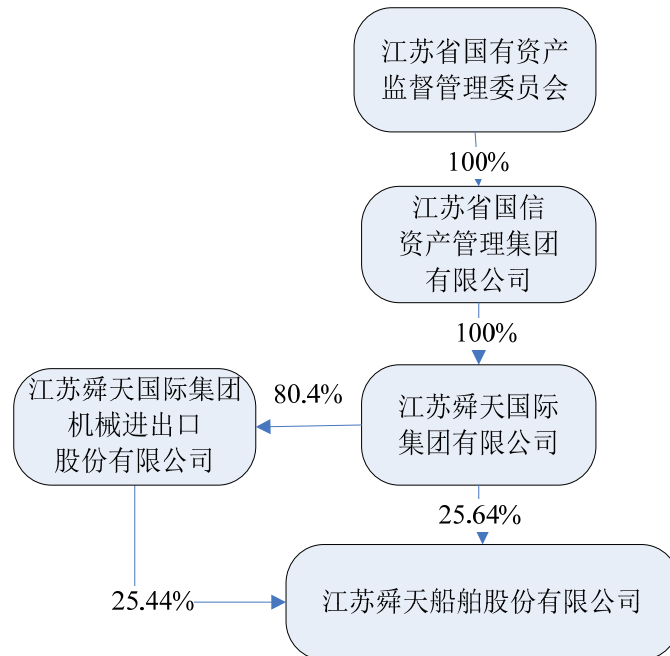 江苏省国有资产
监督管理委员会
100%
江苏省国信
资产管理集团
有限公司
100%
江苏舜天国际集团
机械进出口
股份有限公司
80.4%
江苏舜天国际
集团有限公司
25.64%
25.44%
江苏舜天船舶股份有限公司